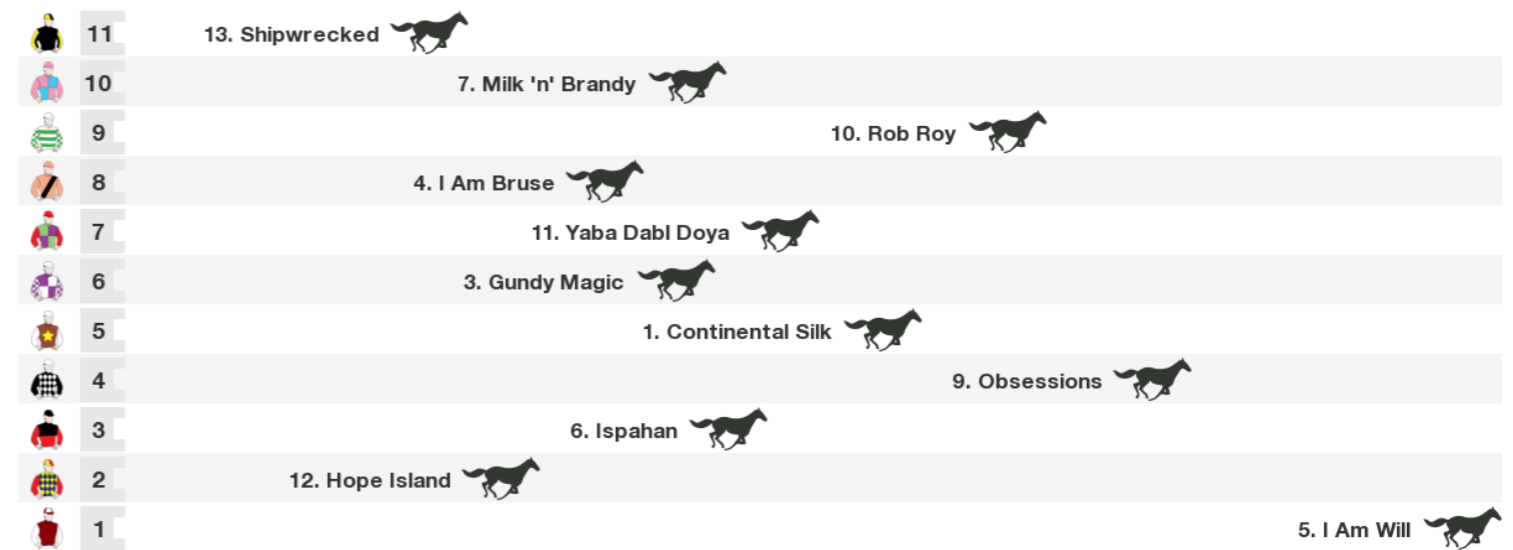 11 13. Shipwrecked
10 7. Milk 'n' Brandy
9 10. Rob Roy
8 4. I Am Bruse
7 11. Yaba Dabl Doya
6 3. Gundy Magic
5 1. Continental Silk
4 9. Obsessions
3 6. Ispahan
2 12. Hope Island
1 5. I Am Will